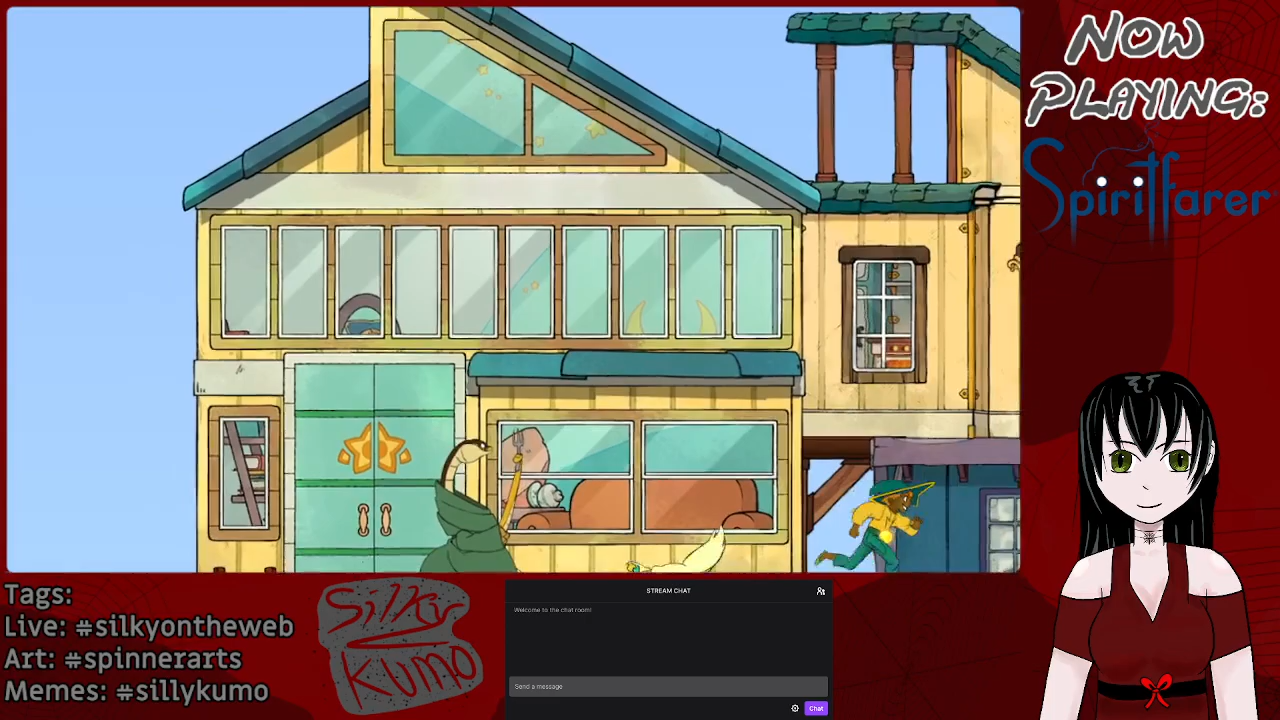 Now
Playing:
Spiritfarer
Tags:
Live: #silkyontheweb
Art: #spinnerarts
Memes: #sillykumo
Silky
Kumo
STREAM CHAT
Welcome to the chat room!
Send a message
Chat